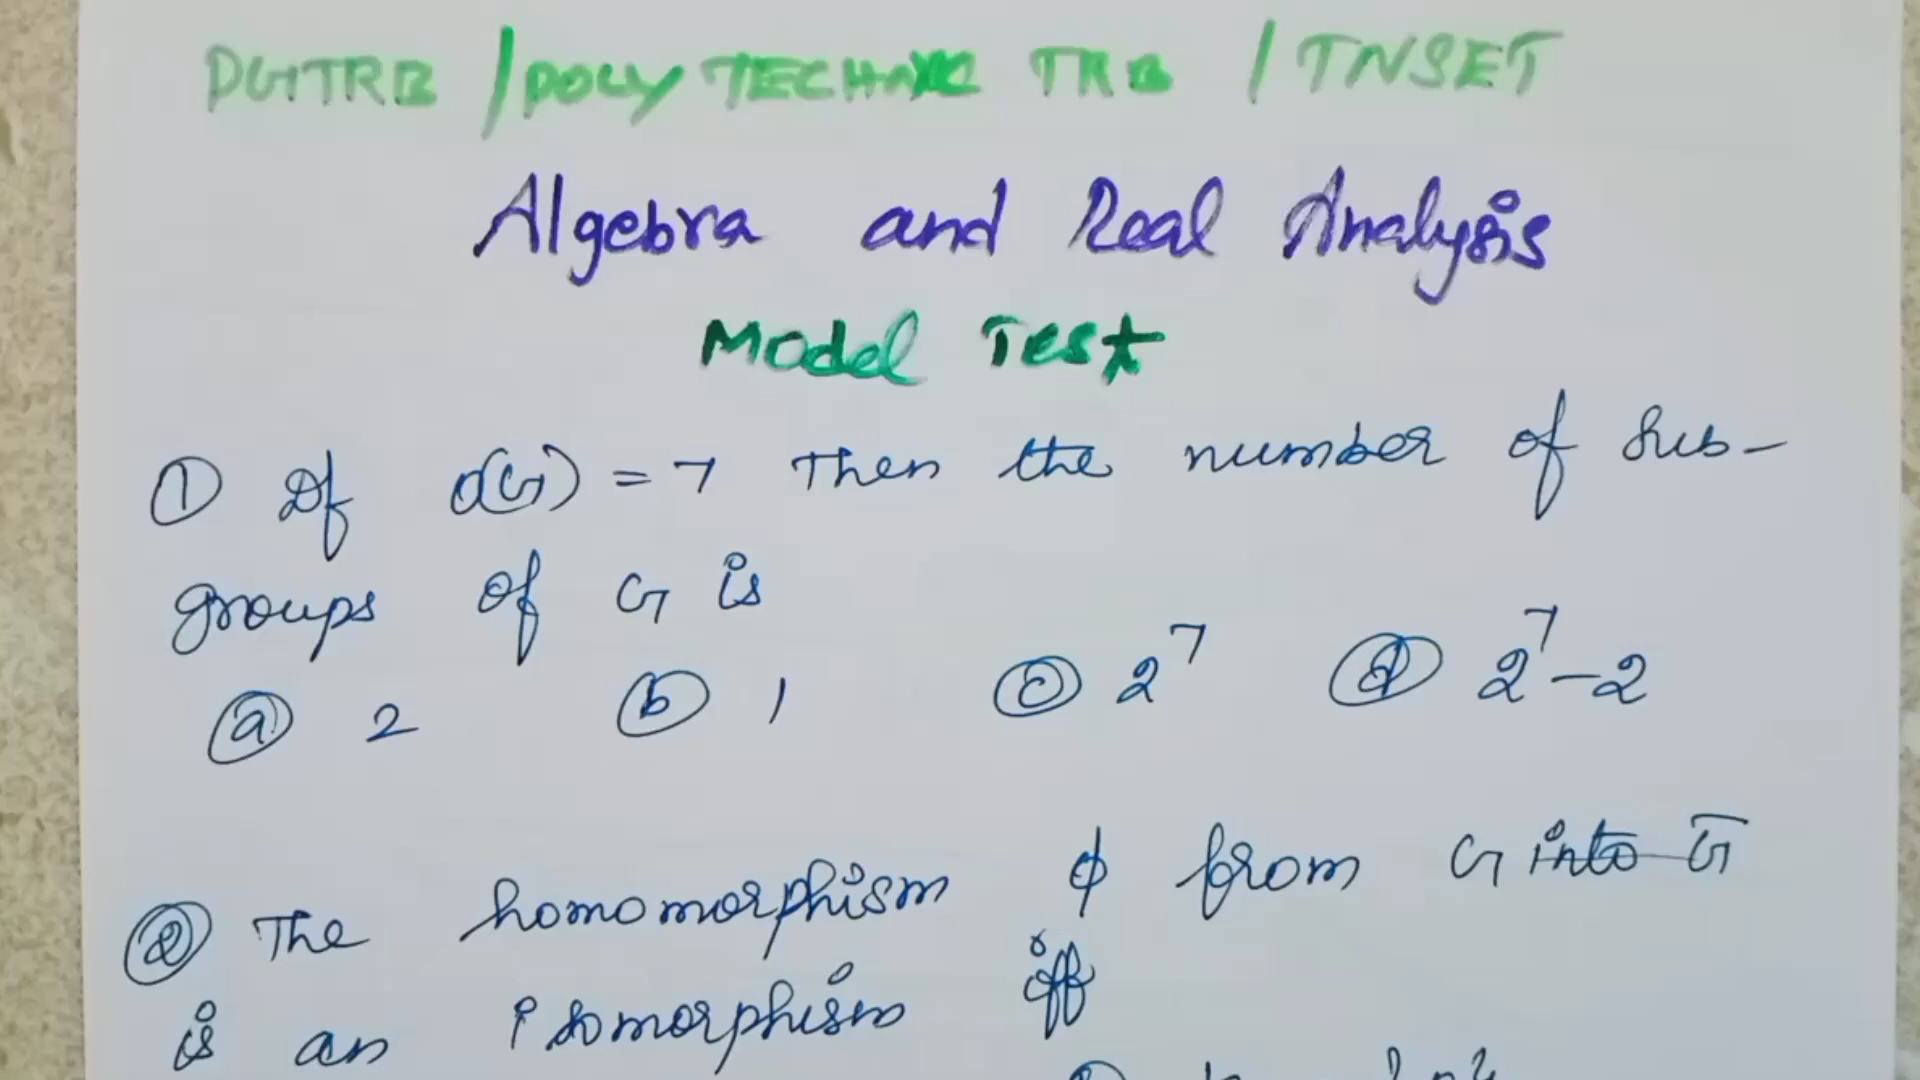 PGTRB / POLYTECHNIC TRB / TNSET
Algebra and Real Analysis
Model Test
① If o(G) = 7 Then the number of sub-
groups of G is
ⓐ 2 ⓑ 1 ⓒ 2⁷ ⓓ 2⁷-2
② The homomorphism ϕ from G into G̅
is an isomorphism iff